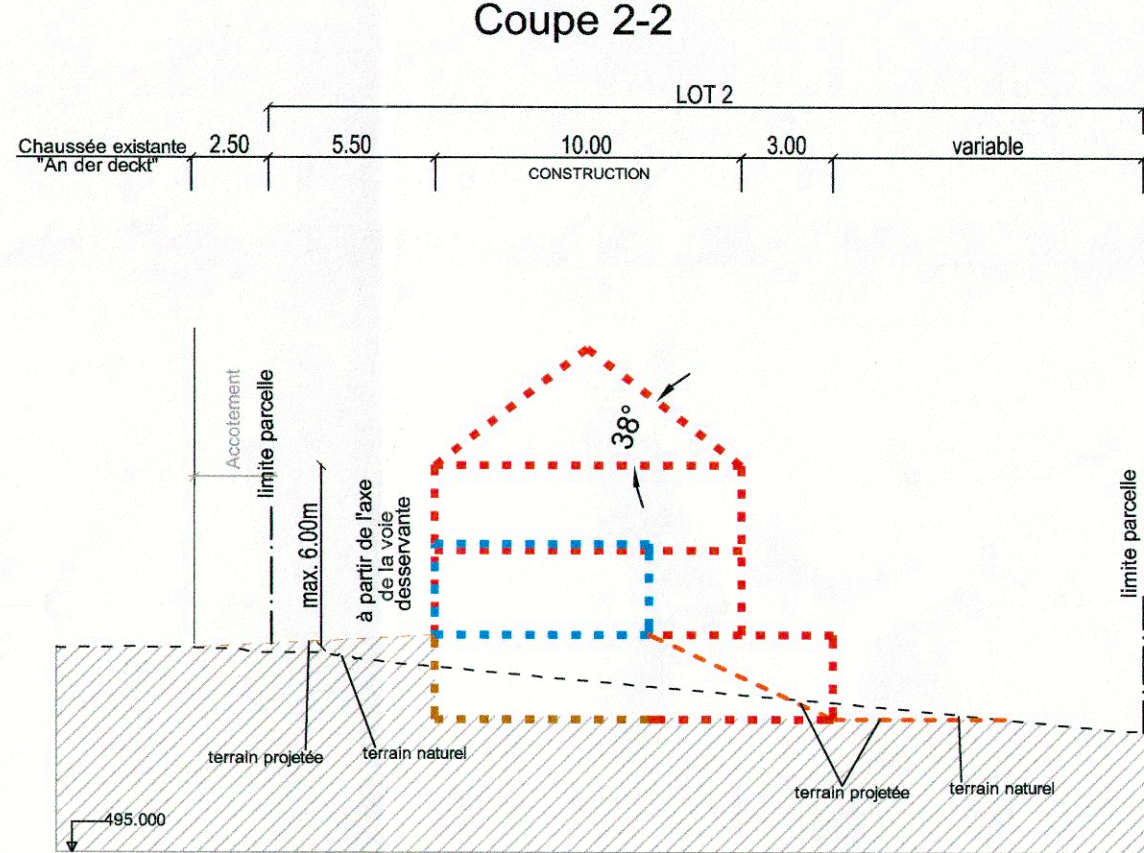 Coupe 2-2
LOT 2
Chaussée existante
"An der deckt"
2.50
5.50
10.00
3.00
variable
CONSTRUCTION
Accotement
limite parcelle
max. 6.00m
à partir de l'axe
de la voie
desservante
38°
limite parcelle
terrain projetée
terrain naturel
terrain projetée
terrain naturel
495.000